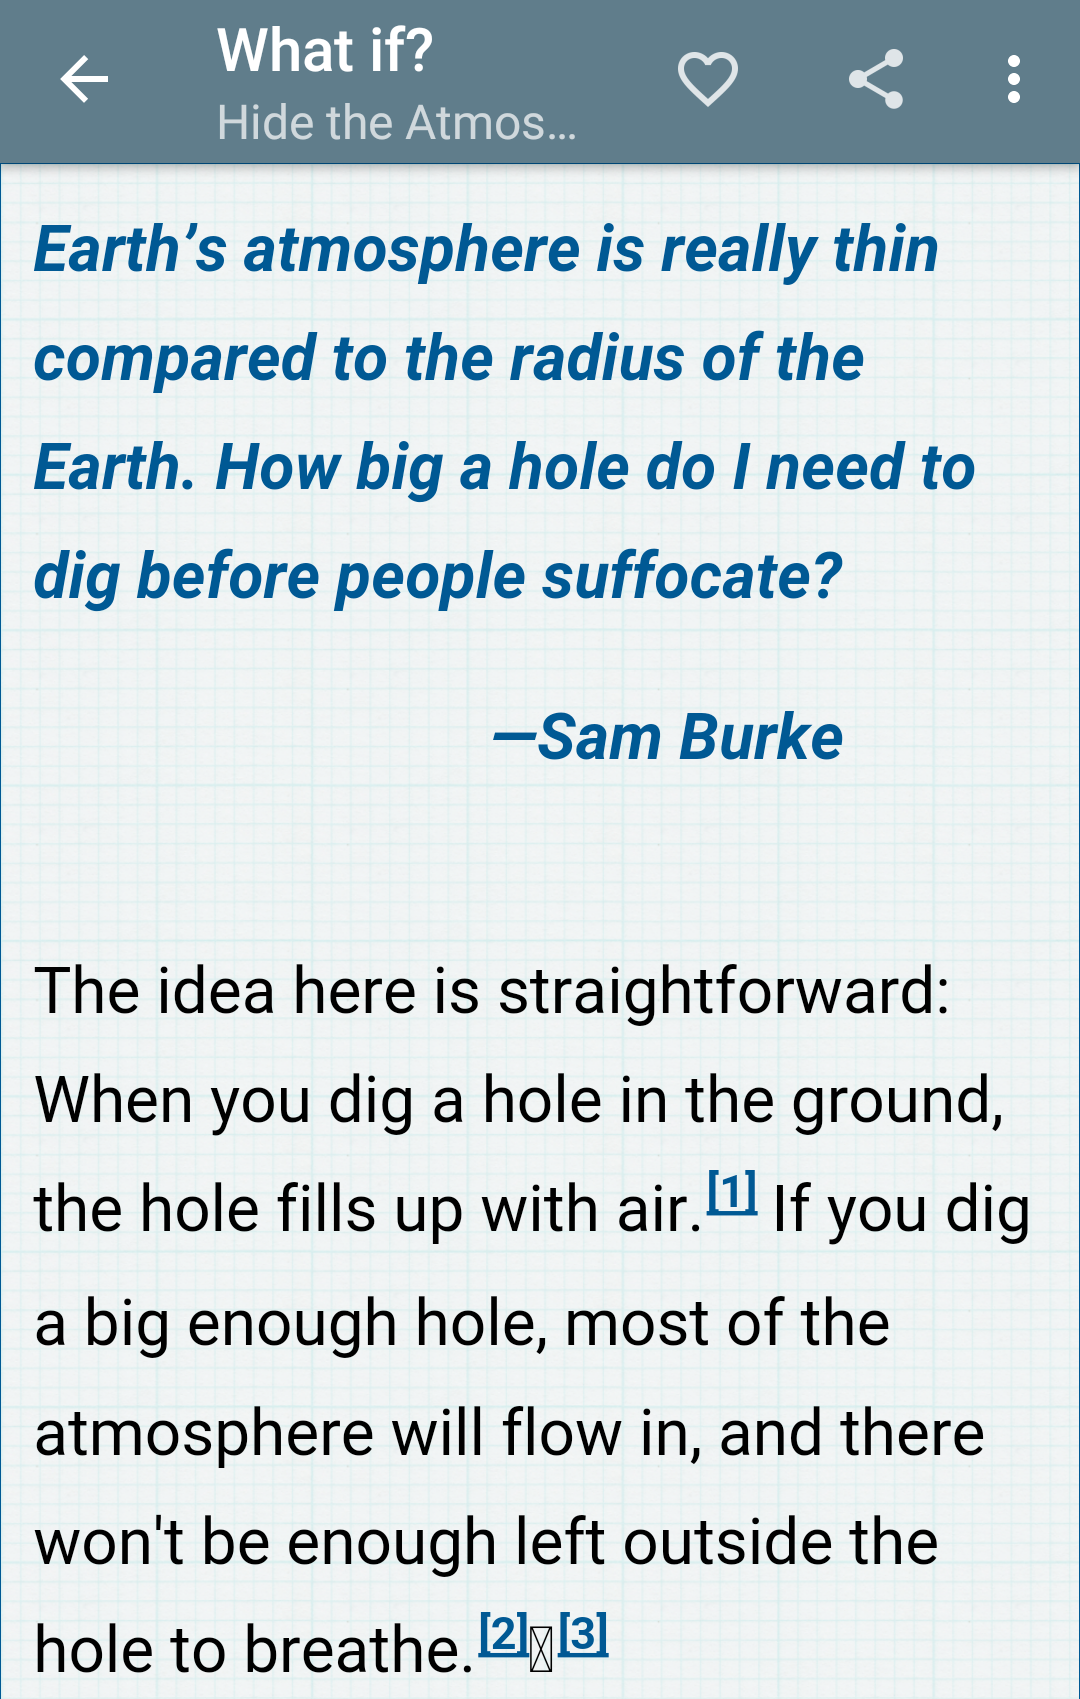 What if?
Hide the Atmos...
Earth’s atmosphere is really thin
compared to the radius of the
Earth. How big a hole do I need to
dig before people suffocate?
—Sam Burke
The idea here is straightforward:
When you dig a hole in the ground,
the hole fills up with air.[1] If you dig
a big enough hole, most of the
atmosphere will flow in, and there
won't be enough left outside the
hole to breathe.[2][3]